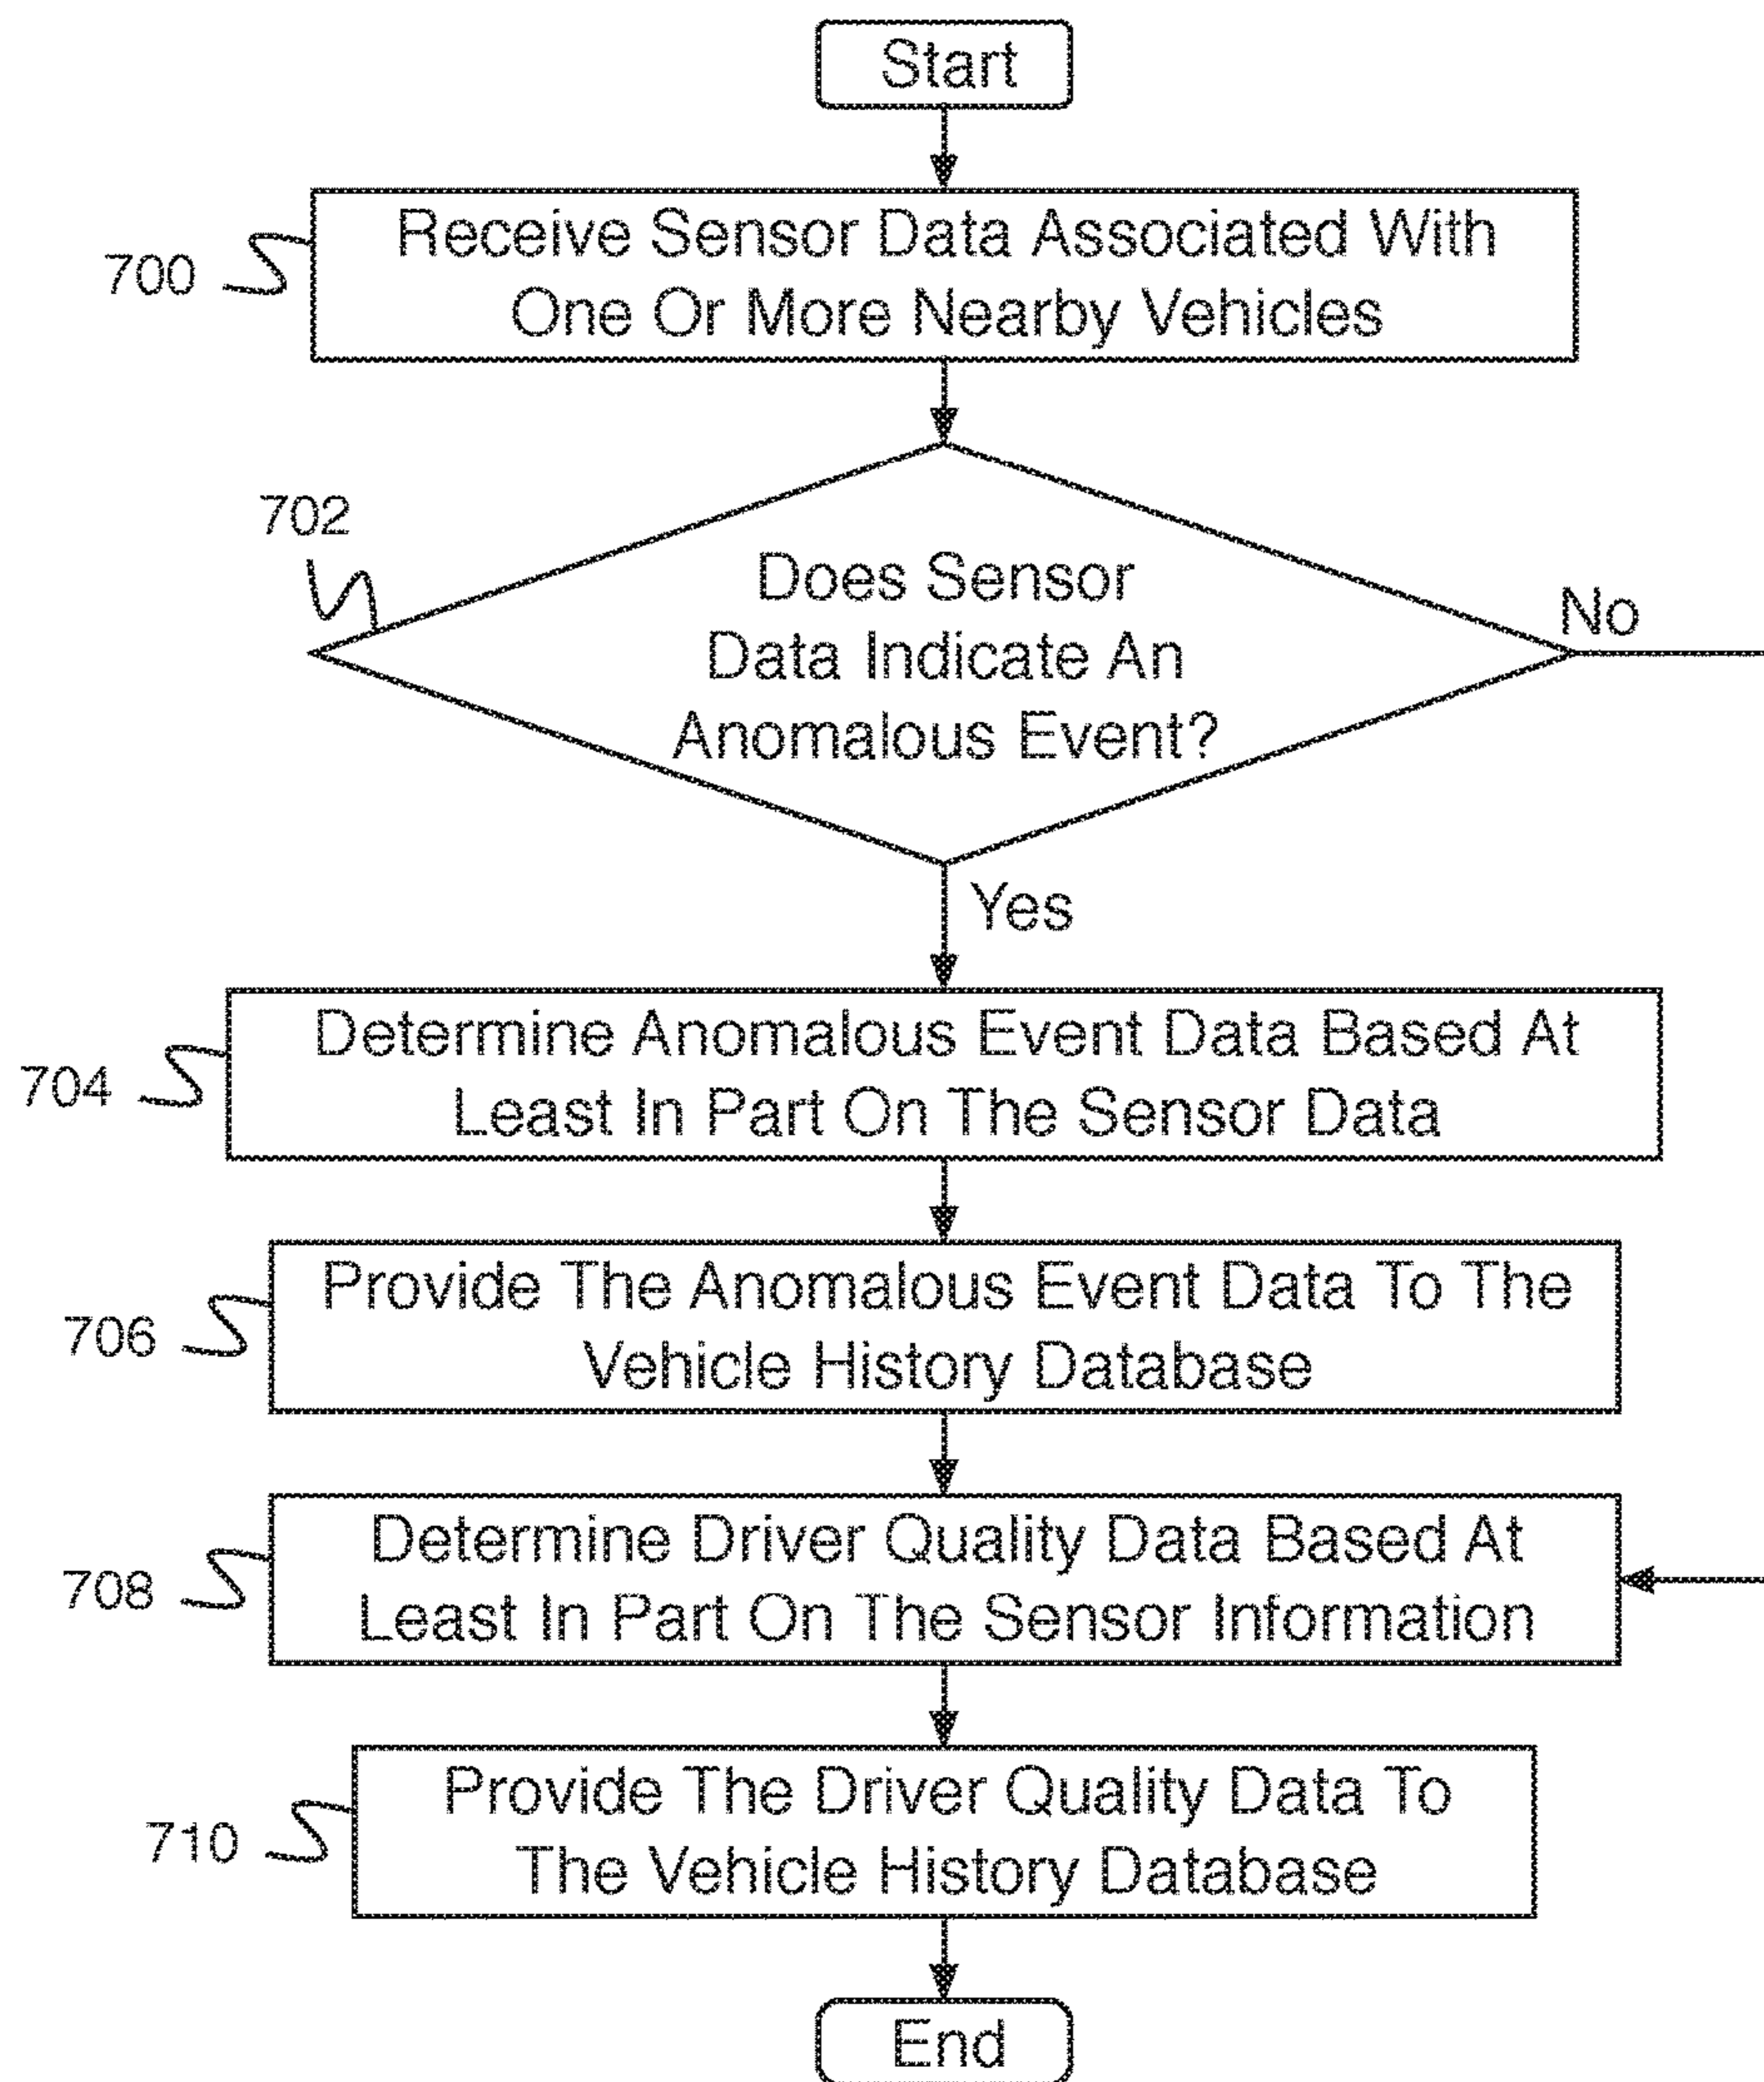 Start
700
Receive Sensor Data Associated With
One Or More Nearby Vehicles
702
Does Sensor
Data Indicate An
Anomalous Event?
No
Yes
704
Determine Anomalous Event Data Based At
Least In Part On The Sensor Data
706
Provide The Anomalous Event Data To The
Vehicle History Database
708
Determine Driver Quality Data Based At
Least In Part On The Sensor Information
710
Provide The Driver Quality Data To
The Vehicle History Database
End